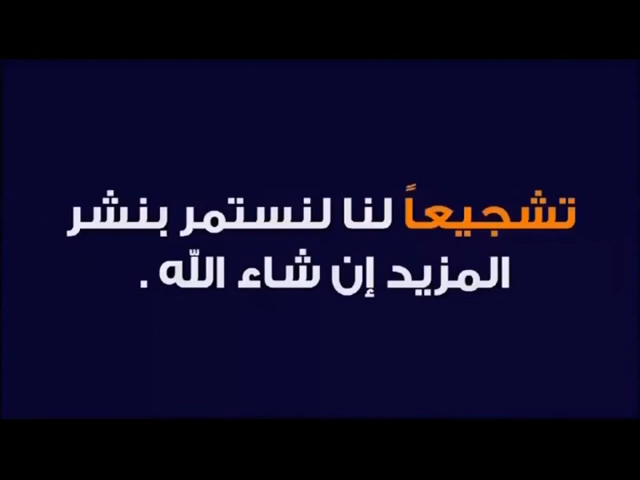 تشجيعاً لنا لنستمر بنشر
المزيد إن شاء الله .